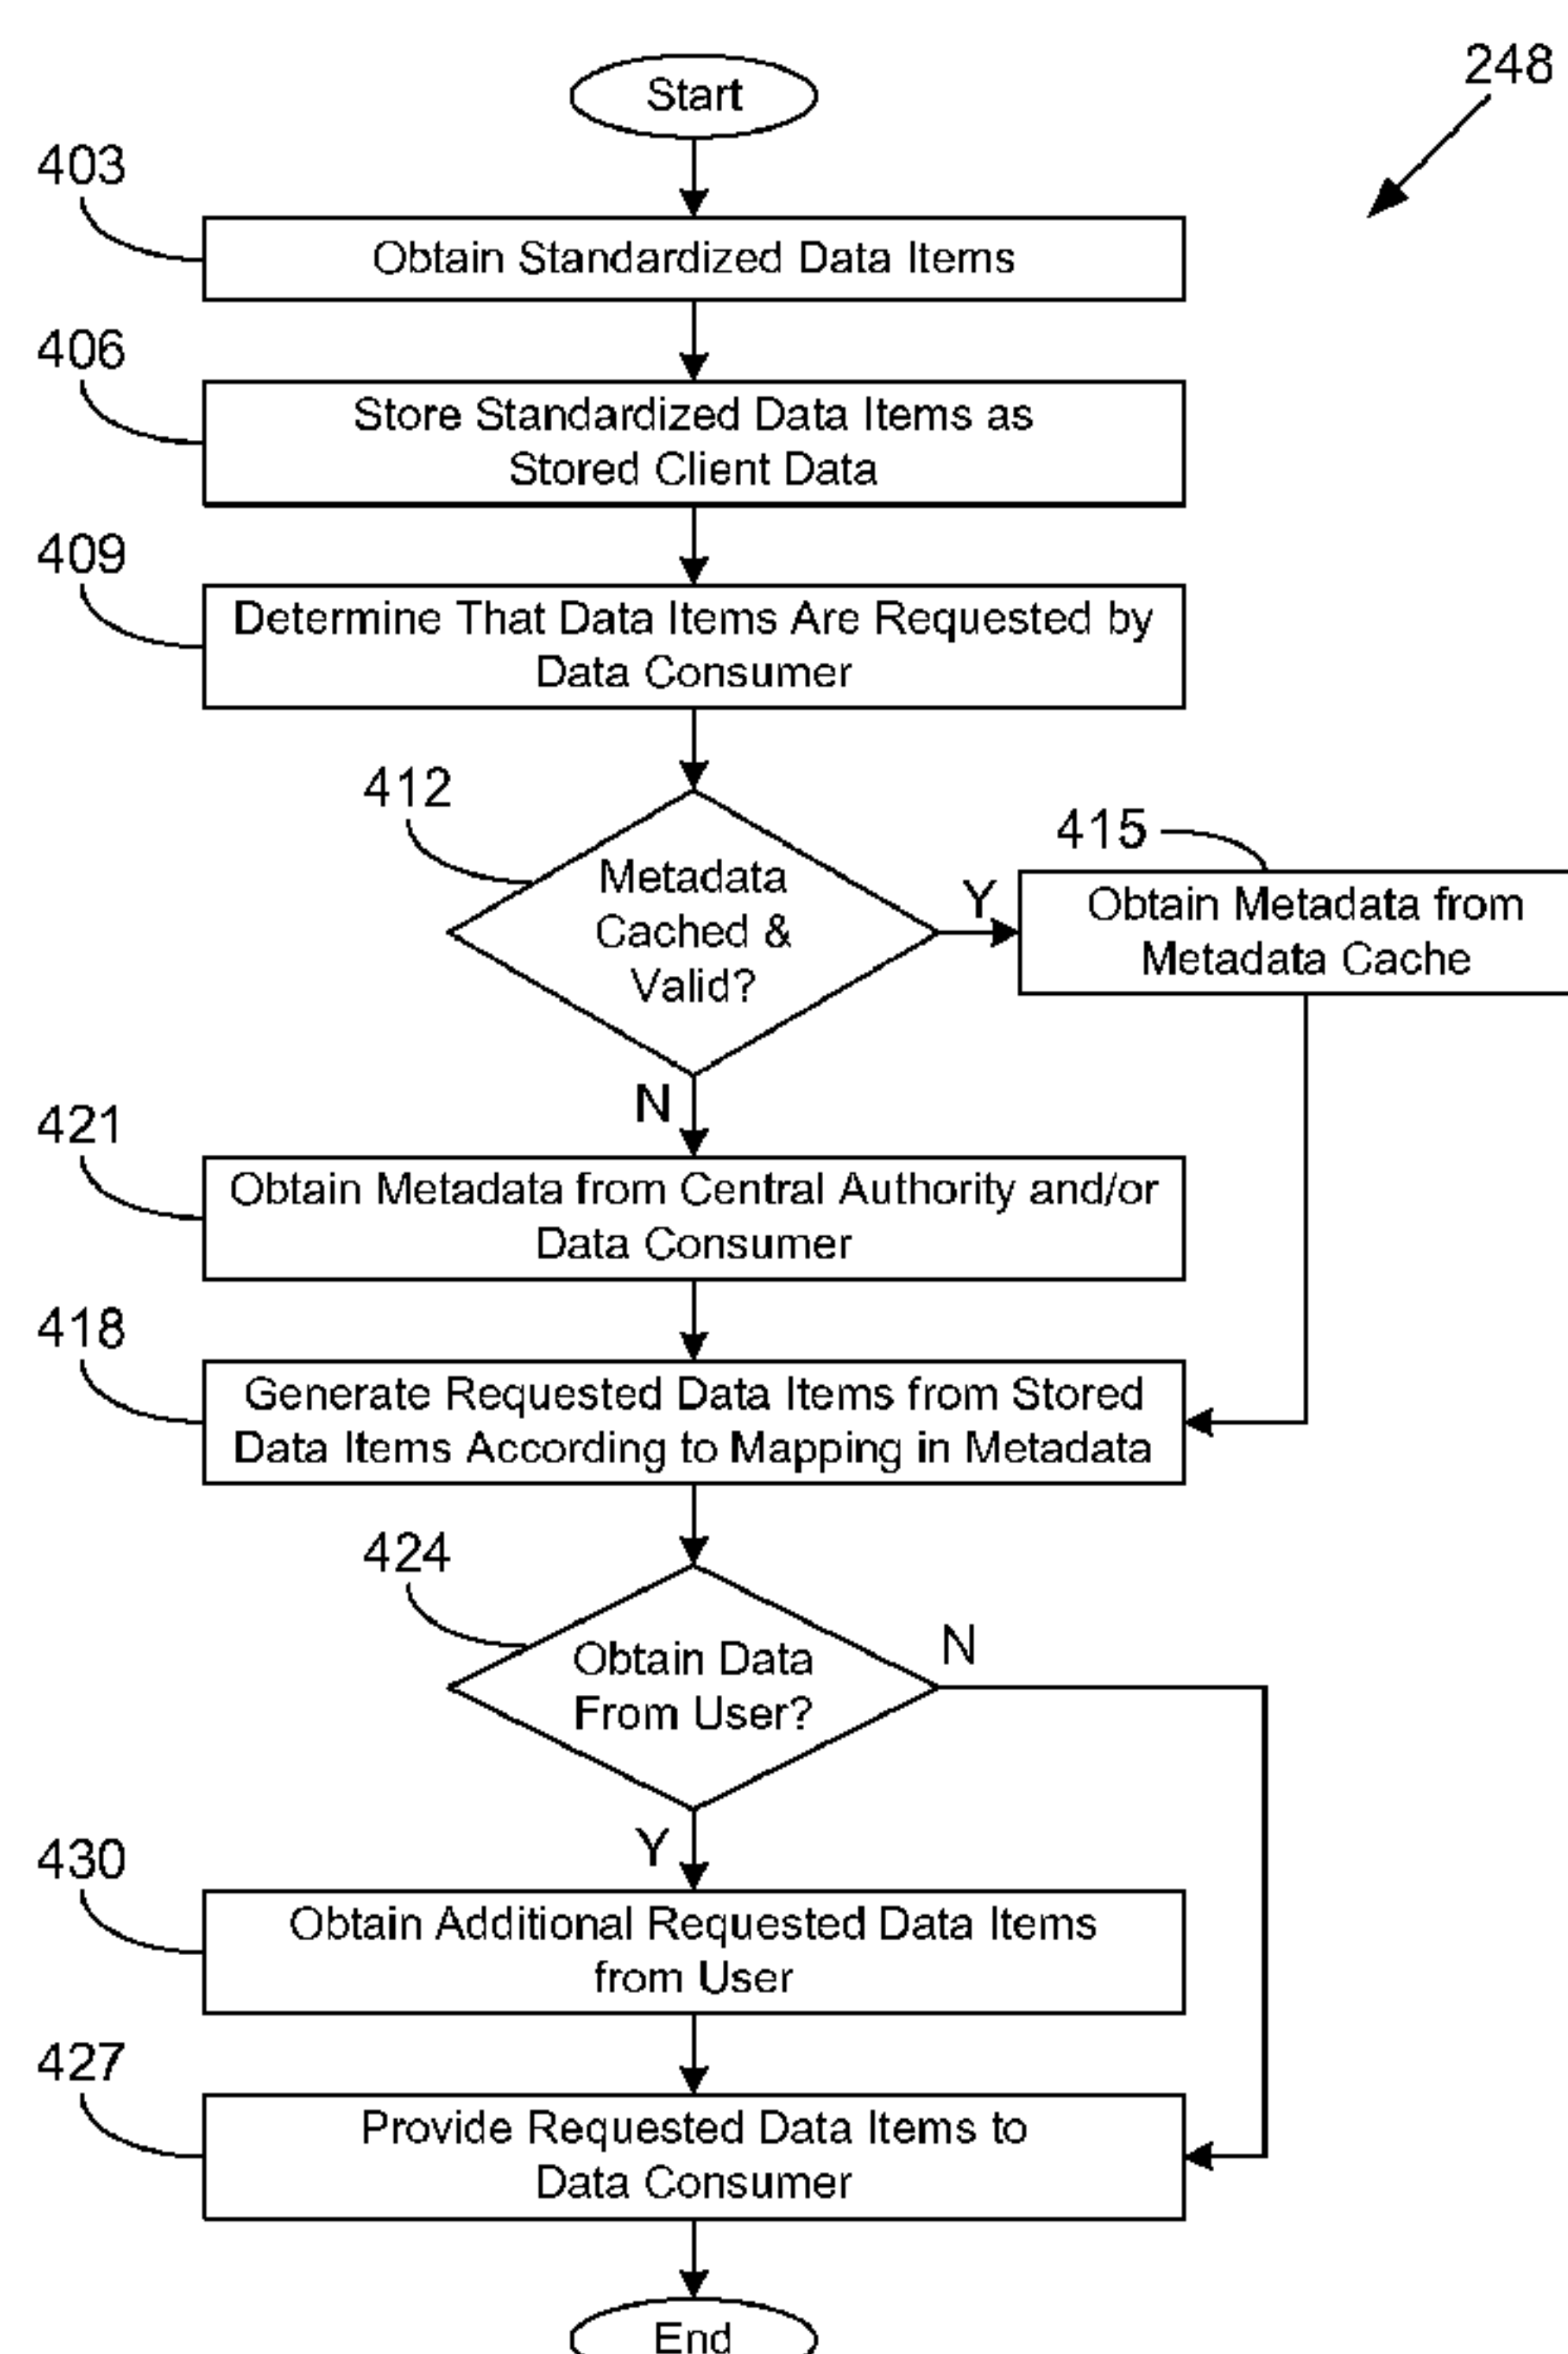 248
Start
403
Obtain Standardized Data Items
406
Store Standardized Data Items as
Stored Client Data
409
Determine That Data Items Are Requested by
Data Consumer
412
Metadata
Cached &
Valid?
Y
415
Obtain Metadata from
Metadata Cache
N
421
Obtain Metadata from Central Authority and/or
Data Consumer
418
Generate Requested Data Items from Stored
Data Items According to Mapping in Metadata
424
Obtain Data
From User?
N
Y
430
Obtain Additional Requested Data Items
from User
427
Provide Requested Data Items to
Data Consumer
End